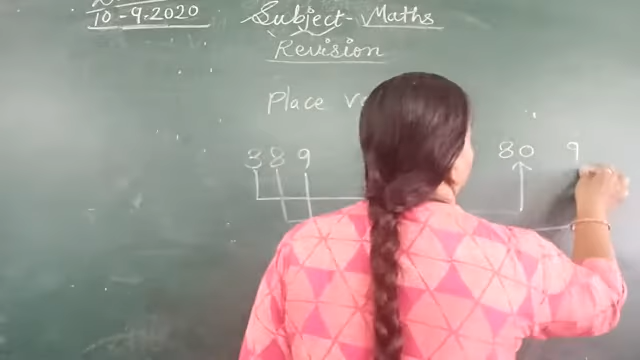 10-9.2020
Subject- Maths
Revision
Place
389 80 9